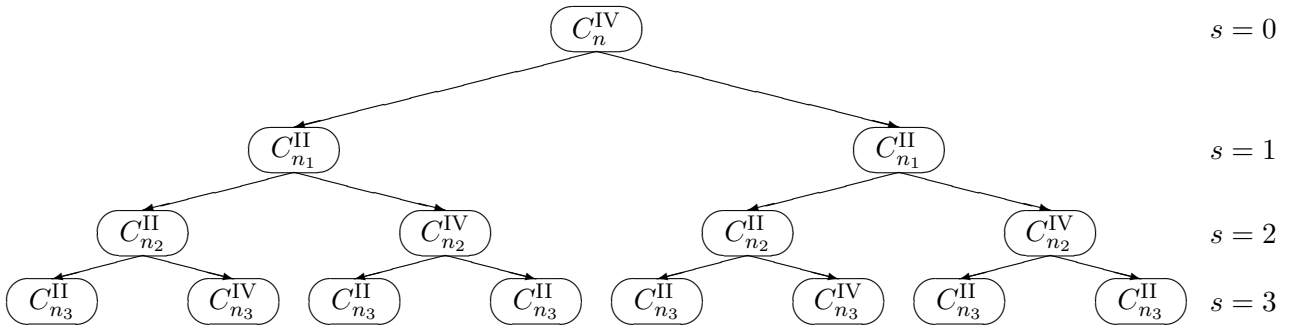 C_n^IV s = 0
C_{n_1}^II C_{n_1}^II s = 1
C_{n_2}^II C_{n_2}^IV C_{n_2}^II C_{n_2}^IV s = 2
C_{n_3}^II C_{n_3}^IV C_{n_3}^II C_{n_3}^II C_{n_3}^II C_{n_3}^IV C_{n_3}^II C_{n_3}^II s = 3